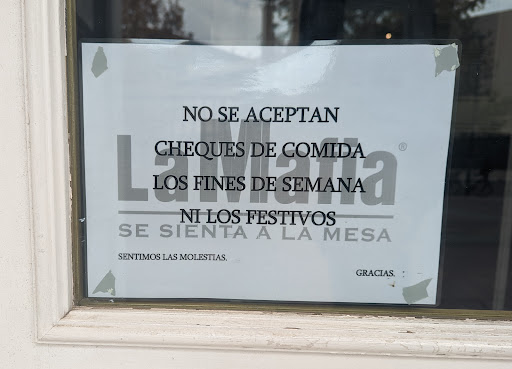 NO SE ACEPTAN
CHEQUES DE COMIDA
LaMafia®
LOS FINES DE SEMANA
NI LOS FESTIVOS
SE SIENTA A LA MESA
SENTIMOS LAS MOLESTIAS.
GRACIAS.